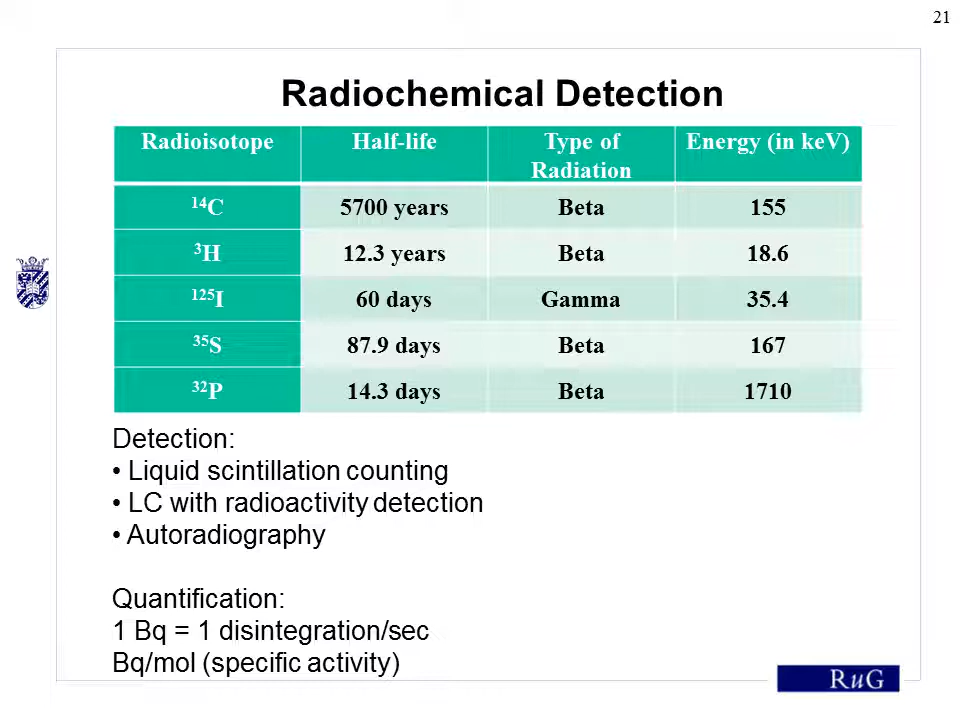 21
Radiochemical Detection
Radioisotope Half-life Type of Radiation Energy (in keV)
¹⁴C 5700 years Beta 155
³H 12.3 years Beta 18.6
¹²⁵I 60 days Gamma 35.4
³⁵S 87.9 days Beta 167
³²P 14.3 days Beta 1710
Detection:
• Liquid scintillation counting
• LC with radioactivity detection
• Autoradiography
Quantification:
1 Bq = 1 disintegration/sec
Bq/mol (specific activity)
RuG